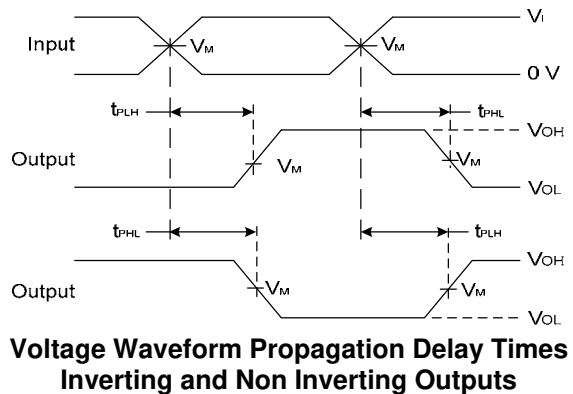 VI
Input
VM
VM
0 V
tPLH
tPHL
VOH
Output
VM
VM
VOL
tPHL
tPLH
VOH
Output
VM
VM
VOL
Voltage Waveform Propagation Delay Times
Inverting and Non Inverting Outputs